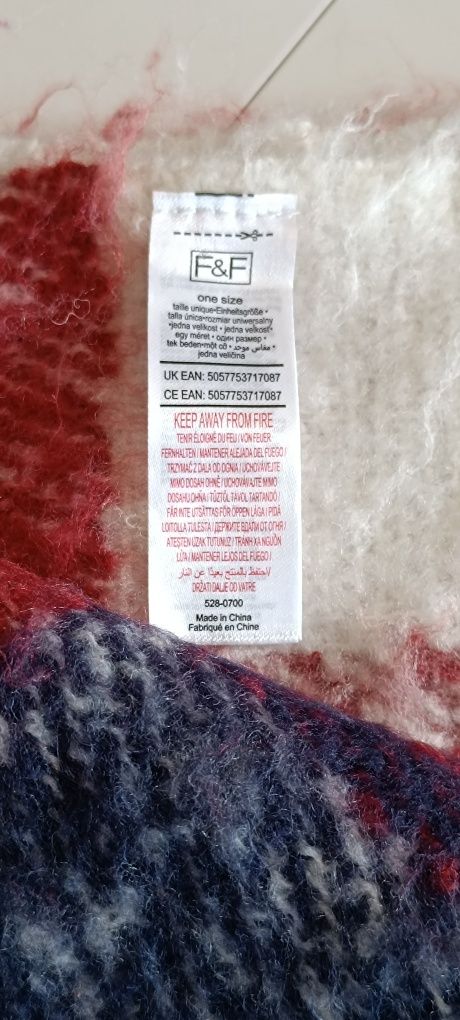 F&F
one size
taille unique•Einheitsgröße•
talla única•rozmiar uniwersalny
•jedna velikost • jedna veľkosť•
egy méret • один размер •
tek beden•một cỡ • مقاس موحد •
jedna veličina
UK EAN: 5057753717087
CE EAN: 5057753717087
KEEP AWAY FROM FIRE
TENIR ÉLOIGNÉ DU FEU / VON FEUER
FERNHALTEN / MANTENER ALEJADA DEL FUEGO /
TRZYMAĆ Z DALA OD OGNIA / UCHOVÁVEJTE
MIMO DOSAH OHNĚ / UCHOVÁVAJTE MIMO
DOSAHU OHŇA / TŰZTŐL TÁVOL TARTANDÓ /
FÅR INTE UTSÄTTAS FÖR ÖPPEN LÅGA / PIDÄ
LOITOLLA TULESTA / ДЕРЖИТЕ ВДАЛИ ОТ ОГНЯ /
ATEŞTEN UZAK TUTUNUZ / TRÁNH XA NGUỒN
LỬA / MANTENER LEJOS DEL FUEGO /
احتفظ بالمنتج بعيدًا عن النار/
DRŽATI DALJE OD VATRE
528-0700
Made in China
Fabriqué en Chine